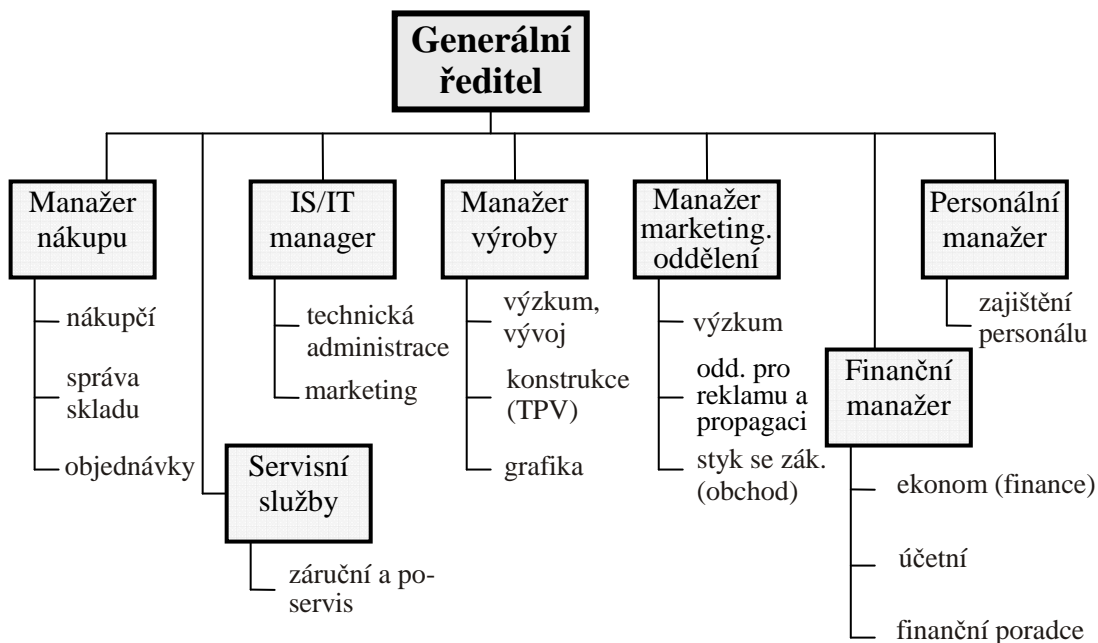 Generální
ředitel
Manažer
nákupu
nákupčí
správa
skladu
objednávky
IS/IT
manager
technická
administrace
marketing
Servisní
služby
záruční a po-
servis
Manažer
výroby
výzkum,
vývoj
konstrukce
(TPV)
grafika
Manažer
marketing.
oddělení
výzkum
odd. pro
reklamu a
propagaci
styk se zák.
(obchod)
Personální
manažer
zajištění
personálu
Finanční
manažer
ekonom (finance)
účetní
finanční poradce